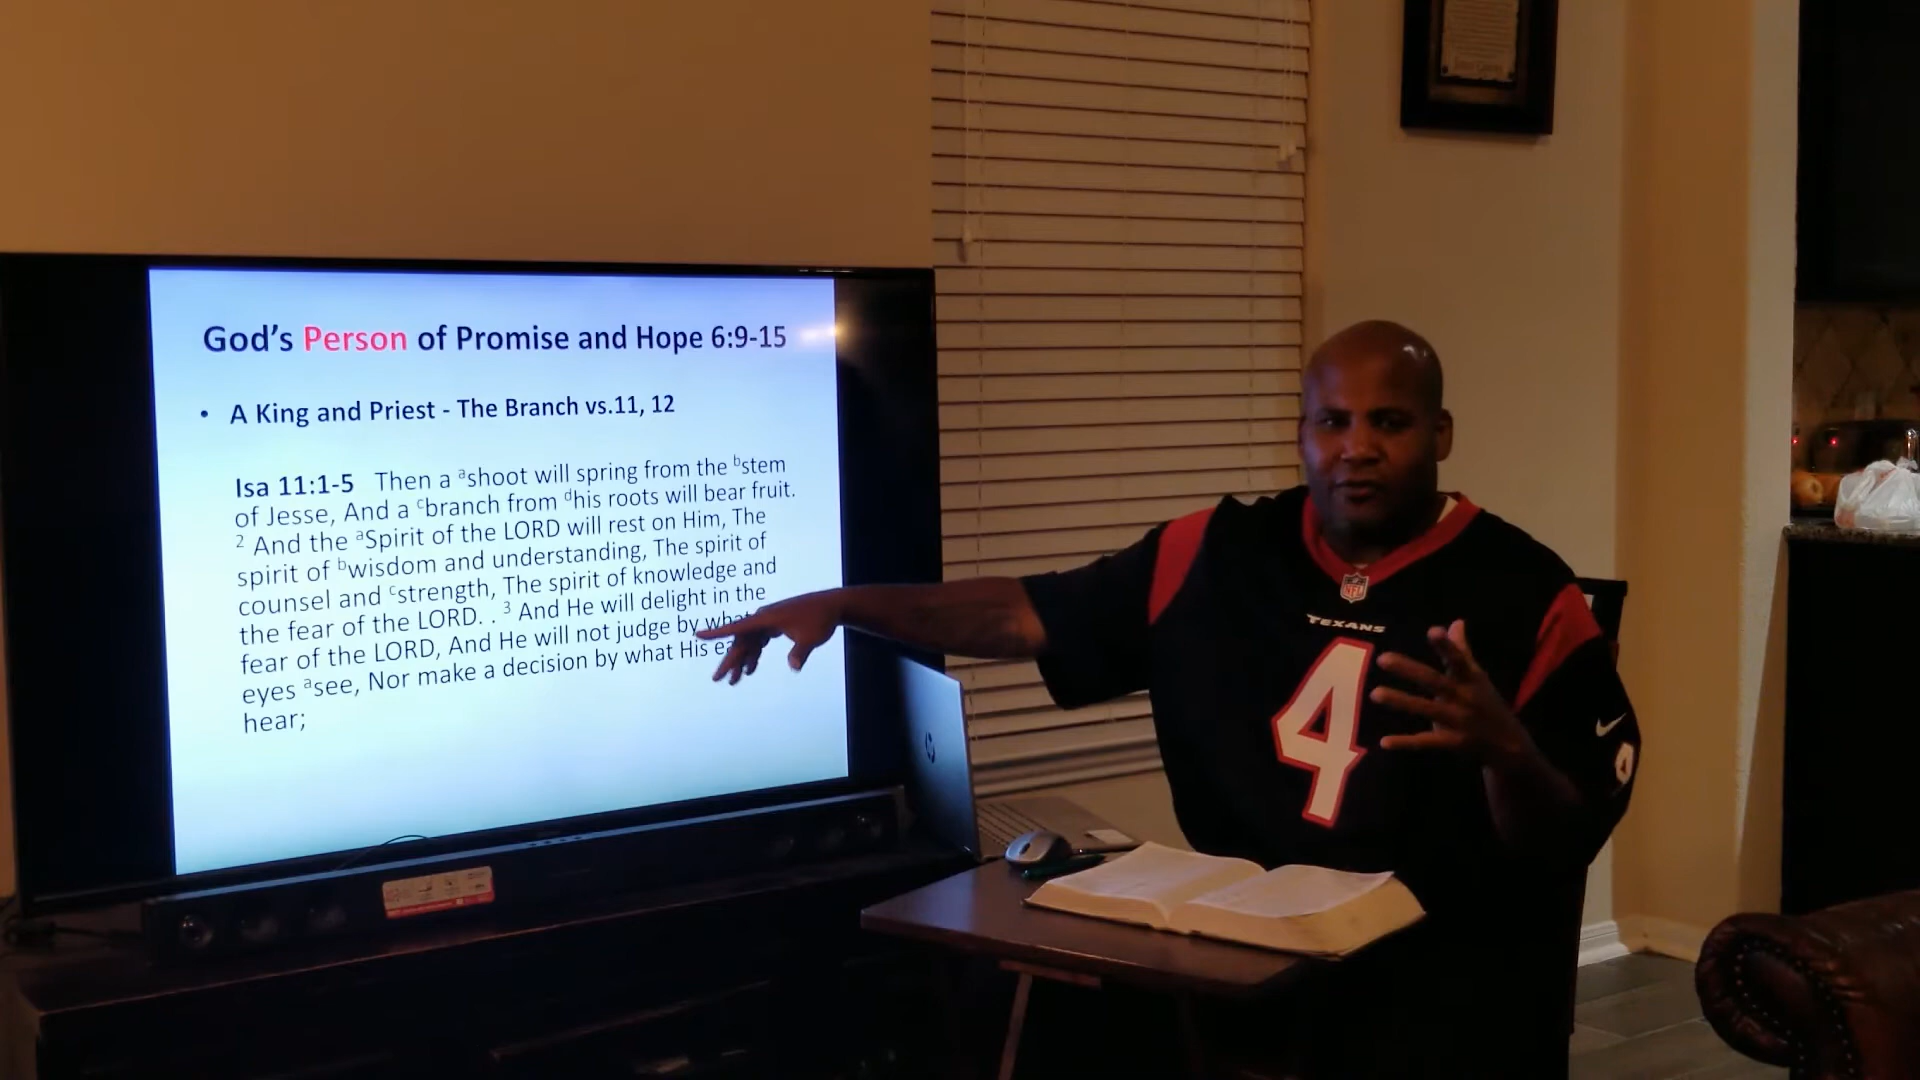 God's Person of Promise and Hope 6:9-15
• A King and Priest - The Branch vs.11, 12
Isa 11:1-5 Then a ashoot will spring from the bstem
of Jesse, And a cbranch from dhis roots will bear fruit.
2 And the aSpirit of the LORD will rest on Him, The
spirit of bwisdom and understanding, The spirit of
counsel and cstrength, The spirit of knowledge and
the fear of the LORD. . 3 And He will delight in the
fear of the LORD, And He will not judge by what
eyes asee, Nor make a decision by what His ea
hear;
hp
NFL
TEXANS
4
4